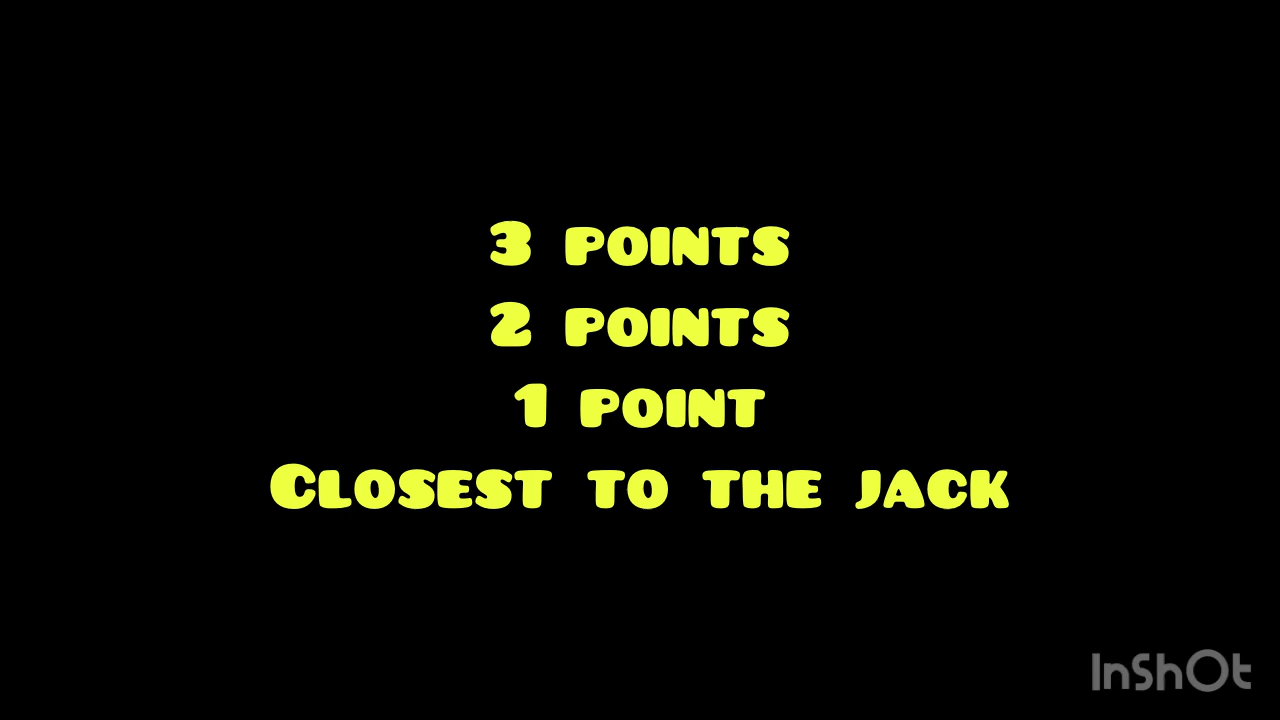 3 points
2 points
1 point
Closest to the jack
InShOt